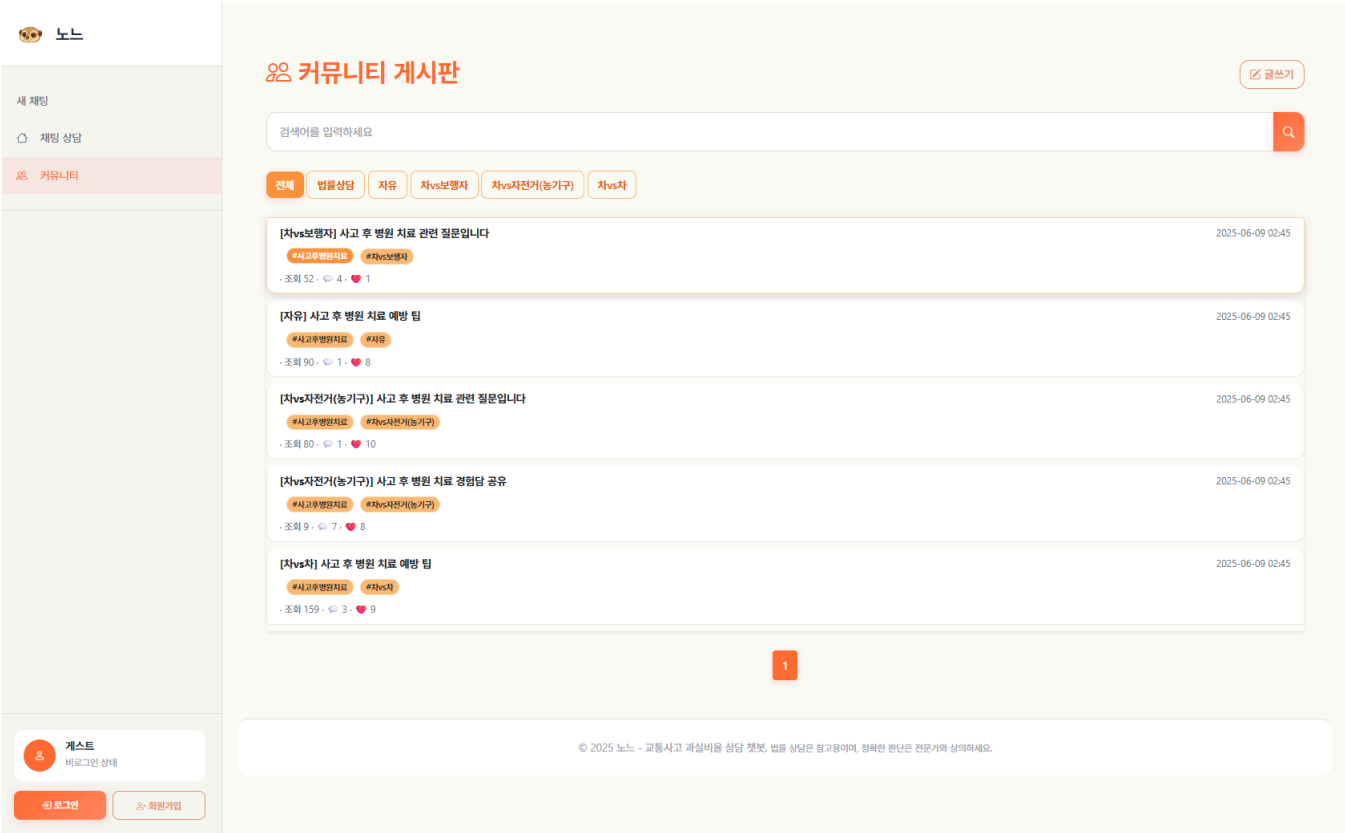 노느
새 채팅
채팅 상담
커뮤니티
커뮤니티 게시판
글쓰기
검색어를 입력하세요
전체 법률상담 자유 차vs보행자 차vs자전거(농기구) 차vs차
[차vs보행자] 사고 후 병원 치료 관련 질문입니다 2025-06-09 02:45
#사고후병원치료 #차vs보행자
· 조회 52 · 4 · 1
[자유] 사고 후 병원 치료 예방 팁 2025-06-09 02:45
#사고후병원치료 #자유
· 조회 90 · 1 · 8
[차vs자전거(농기구)] 사고 후 병원 치료 관련 질문입니다 2025-06-09 02:45
#사고후병원치료 #차vs자전거(농기구)
· 조회 80 · 1 · 10
[차vs자전거(농기구)] 사고 후 병원 치료 경험담 공유 2025-06-09 02:45
#사고후병원치료 #차vs자전거(농기구)
· 조회 9 · 7 · 8
[차vs차] 사고 후 병원 치료 예방 팁 2025-06-09 02:45
#사고후병원치료 #차vs차
· 조회 159 · 3 · 9
1
게스트
비로그인 상태
로그인 회원가입
© 2025 노느 - 교통사고 과실비율 상담 챗봇. 법률 상담은 참고용이며, 정확한 판단은 전문가와 상의하세요.